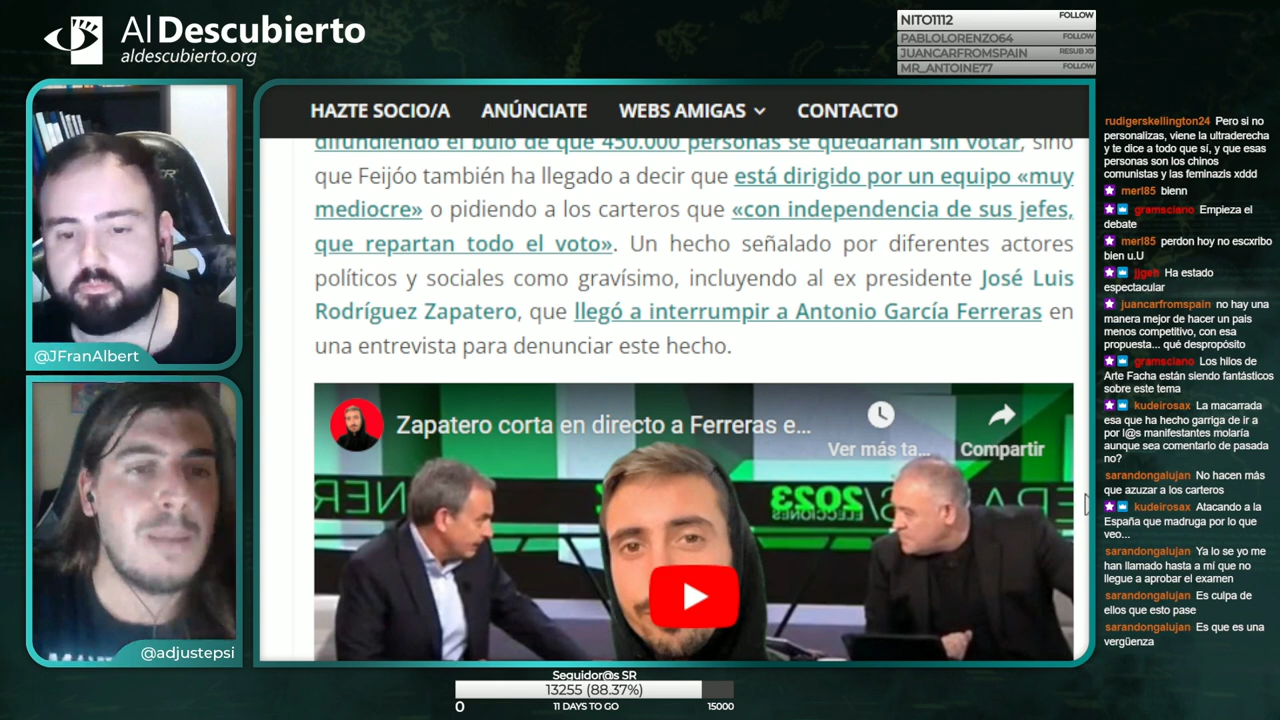 Al Descubierto
aldescubierto.org
NITO1112 FOLLOW
PABLOLORENZO64 FOLLOW
JUANCARFROMSPAIN RESUB X9
MR_ANTOINE77 FOLLOW
@JFranAlbert
@adjustepsi
HAZTE SOCIO/A ANÚNCIATE WEBS AMIGAS CONTACTO
difundiendo el bulo de que 450.000 personas se quedarían sin votar, sino
que Feijóo también ha llegado a decir que está dirigido por un equipo «muy
mediocre» o pidiendo a los carteros que «con independencia de sus jefes,
que repartan todo el voto». Un hecho señalado por diferentes actores
políticos y sociales como gravísimo, incluyendo al ex presidente José Luis
Rodríguez Zapatero, que llegó a interrumpir a Antonio García Ferreras en
una entrevista para denunciar este hecho.
Zapatero corta en directo a Ferreras e...
Ver más ta...
Compartir
2023
ELECCIONES
rudigerskellington24 Pero si no
personalizas, viene la ultraderecha
y te dice a todo que sí, y que esas
personas son los chinos
comunistas y las feminazis xddd
merl85 bienn
gramsciano Empieza el
debate
merl85 perdon hoy no escxribo
bien u.U
jjgeh Ha estado
espectacular
juancarfromspain no hay una
manera mejor de hacer un pais
menos competitivo, con esa
propuesta... qué despropósito
gramsciano Los hilos de
Arte Facha están siendo fantásticos
sobre este tema
kudeirosax La macarrada
esa que ha hecho garriga de ir a
por l@s manifestantes molaría
aunque sea comentarlo de pasada
no?
sarandongalujan No hacen más
que azuzar a los carteros
kudeirosax Atacando a la
España que madruga por lo que
veo...
sarandongalujan Ya lo se yo me
han llamado hasta a mí que no
llegue a aprobar el examen
sarandongalujan Es culpa de
ellos que esto pase
sarandongalujan Es que es una
vergüenza
Seguidor@s SR
13255 (88.37%)
0 11 DAYS TO GO 15000